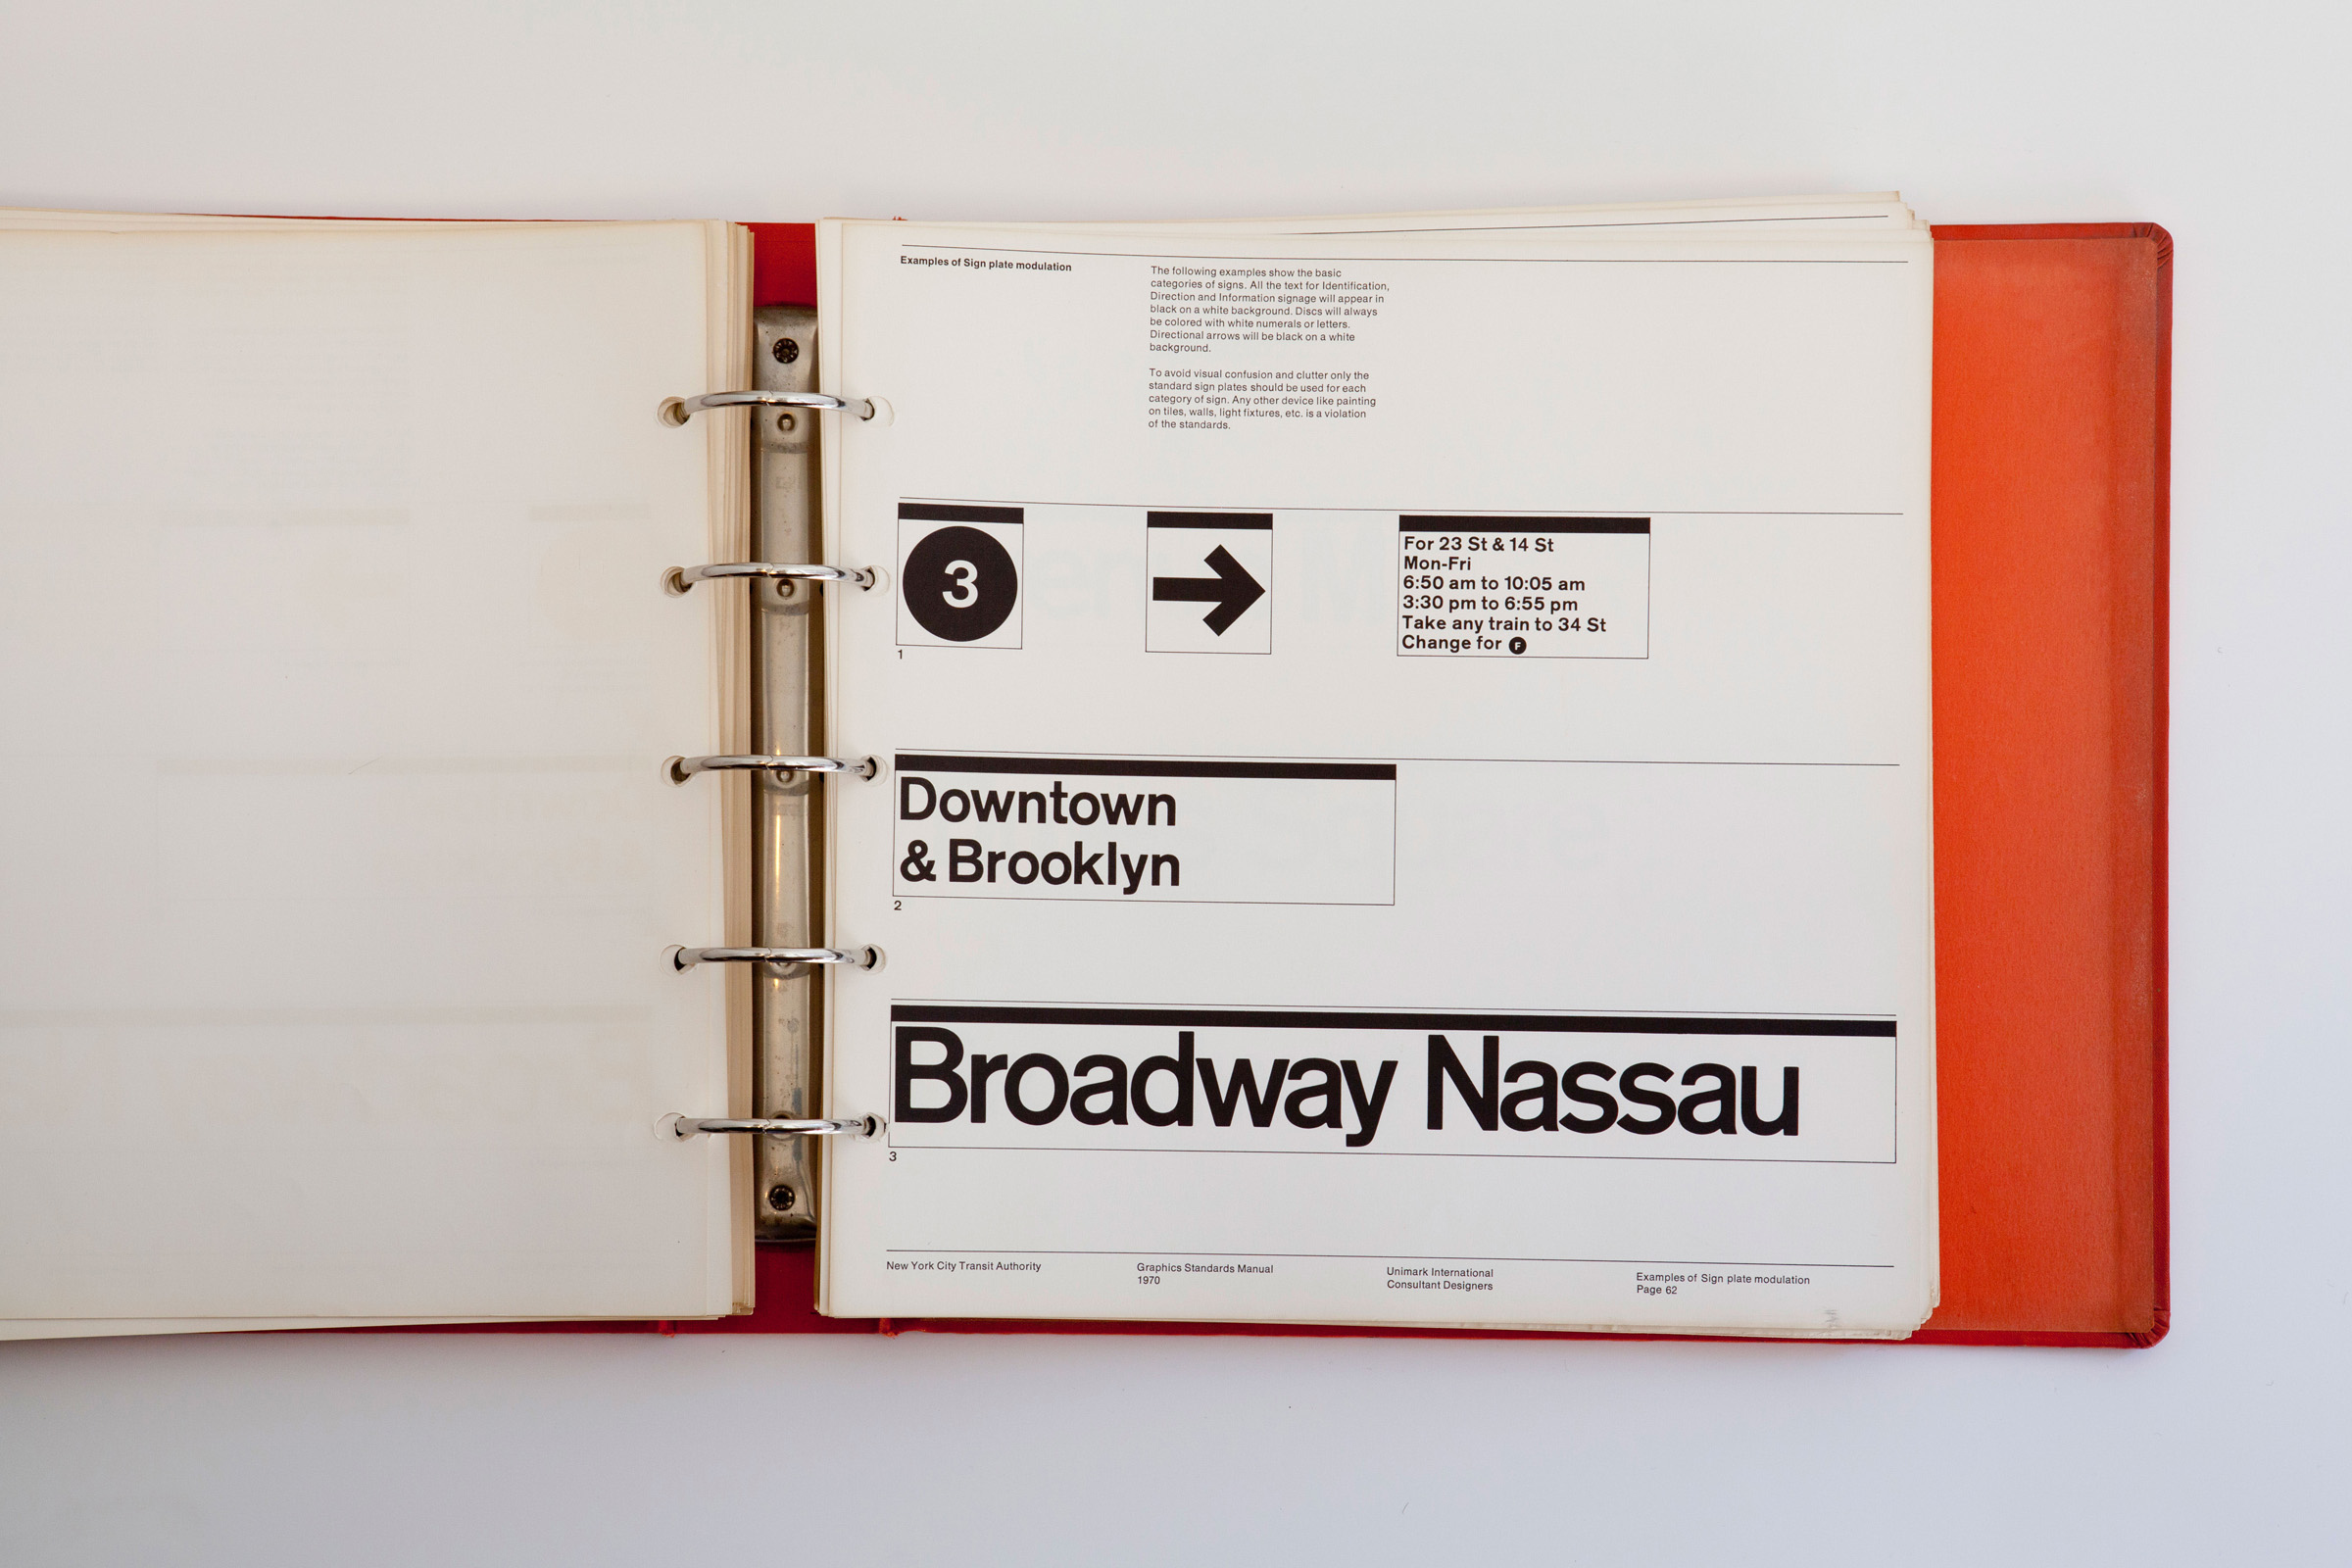 Examples of Sign plate modulation
The following examples show the basic
categories of signs. All the text for Identification,
Direction and Information signage will appear in
black on a white background. Discs will always
be colored with white numerals or letters.
Directional arrows will be black on a white
background.
To avoid visual confusion and clutter only the
standard sign plates should be used for each
category of sign. Any other device like painting
on tiles, walls, light fixtures, etc. is a violation
of the standards.
3
For 23 St & 14 St
Mon-Fri
6:50 am to 10:05 am
3:30 pm to 6:55 pm
Take any train to 34 St
Change for F
1
Downtown
& Brooklyn
2
Broadway Nassau
3
New York City Transit Authority
Graphics Standards Manual
1970
Unimark International
Consultant Designers
Examples of Sign plate modulation
Page 62